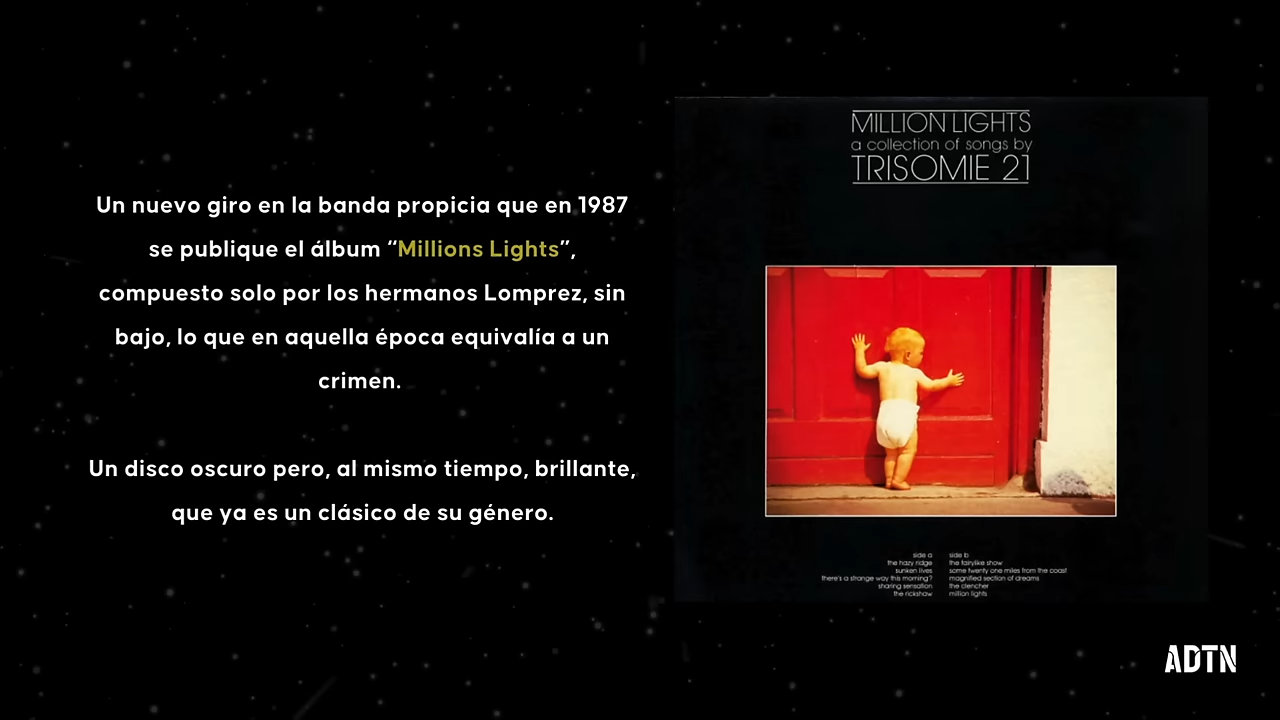 Un nuevo giro en la banda propicia que en 1987
se publique el álbum “Millions Lights”,
compuesto solo por los hermanos Lomprez, sin
bajo, lo que en aquella época equivalía a un
crimen.
Un disco oscuro pero, al mismo tiempo, brillante,
que ya es un clásico de su género.
MILLION LIGHTS
a collection of songs by
TRISOMIE 21
side a
the hazy ridge
sunken lives
there's a strange way this morning?
sharing sensation
the rickshaw
side b
the fairylike show
some twenty one miles from the coast
magnified section of dreams
the clencher
million lights
ADTN